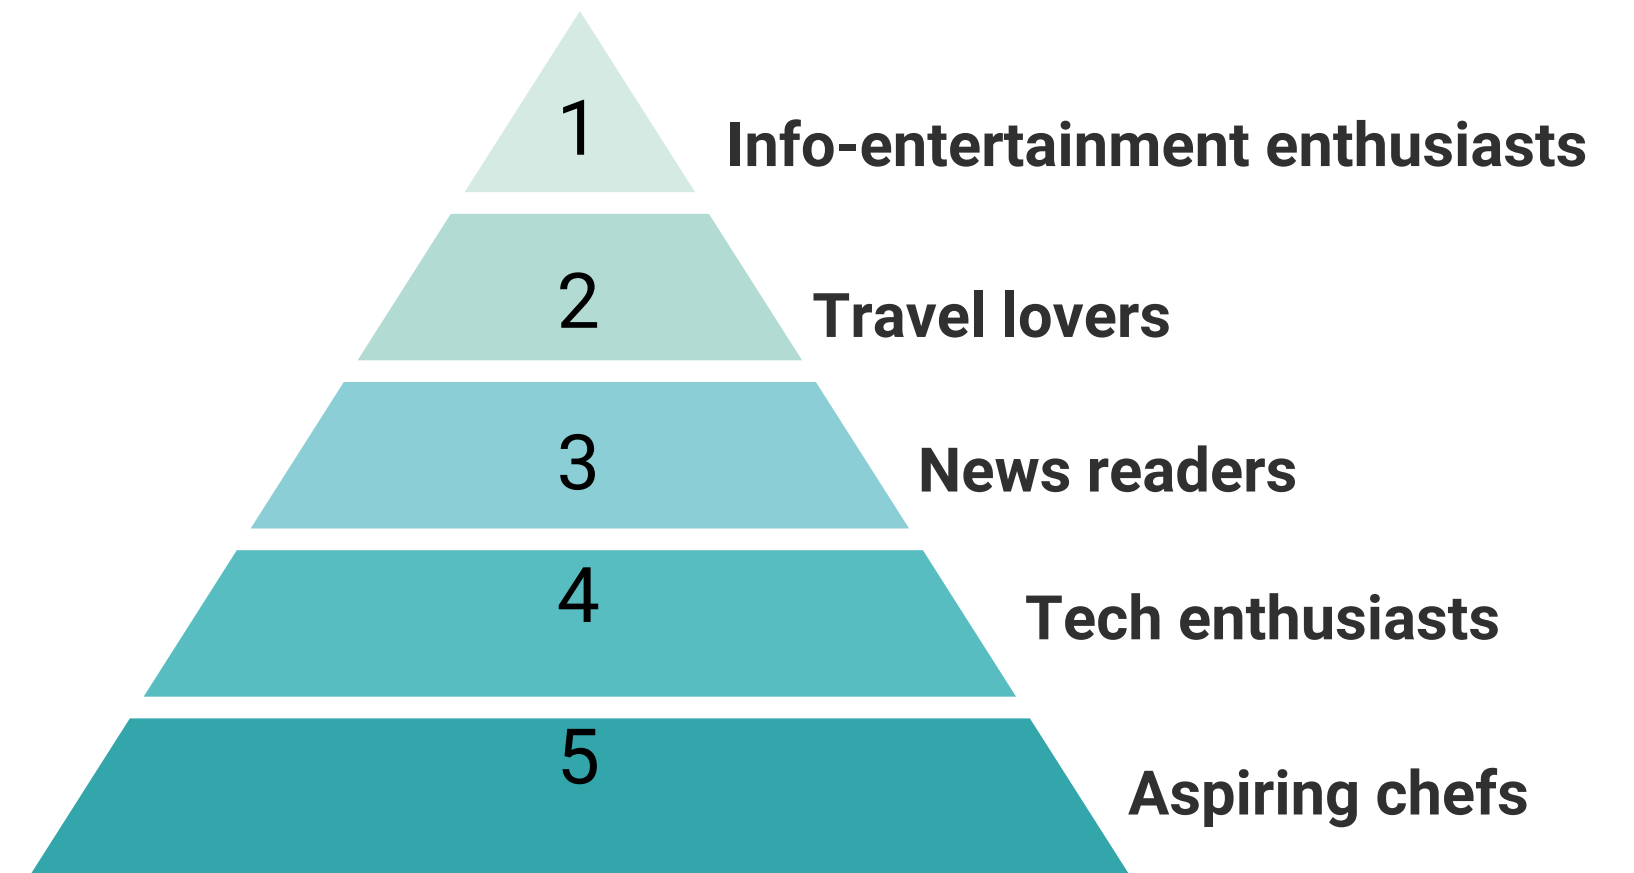 1
Info-entertainment enthusiasts
2
Travel lovers
3
News readers
4
Tech enthusiasts
5
Aspiring chefs